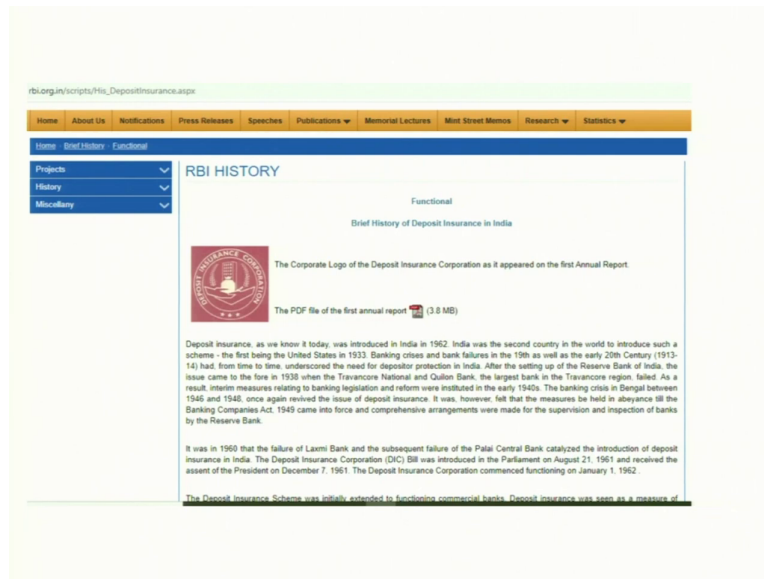 rbi.org.in/scripts/His_DepositInsurance.aspx
Home About Us Notifications Press Releases Speeches Publications Memorial Lectures Mint Street Memos Research Statistics
Home - Brief History - Functional
Projects
History
Miscellany
RBI HISTORY
Functional
Brief History of Deposit Insurance in India
DEPOSIT INSURANCE CORPORATION
The Corporate Logo of the Deposit Insurance Corporation as it appeared on the first Annual Report.
The PDF file of the first annual report (3.8 MB)
Deposit insurance, as we know it today, was introduced in India in 1962. India was the second country in the world to introduce such a
scheme - the first being the United States in 1933. Banking crises and bank failures in the 19th as well as the early 20th Century (1913-
14) had, from time to time, underscored the need for depositor protection in India. After the setting up of the Reserve Bank of India, the
issue came to the fore in 1938 when the Travancore National and Quilon Bank, the largest bank in the Travancore region, failed. As a
result, interim measures relating to banking legislation and reform were instituted in the early 1940s. The banking crisis in Bengal between
1946 and 1948, once again revived the issue of deposit insurance. It was, however, felt that the measures be held in abeyance till the
Banking Companies Act, 1949 came into force and comprehensive arrangements were made for the supervision and inspection of banks
by the Reserve Bank.
It was in 1960 that the failure of Laxmi Bank and the subsequent failure of the Palai Central Bank catalyzed the introduction of deposit
insurance in India. The Deposit Insurance Corporation (DIC) Bill was introduced in the Parliament on August 21, 1961 and received the
assent of the President on December 7, 1961. The Deposit Insurance Corporation commenced functioning on January 1, 1962 .
The Deposit Insurance Scheme was initially extended to functioning commercial banks. Deposit insurance was seen as a measure of